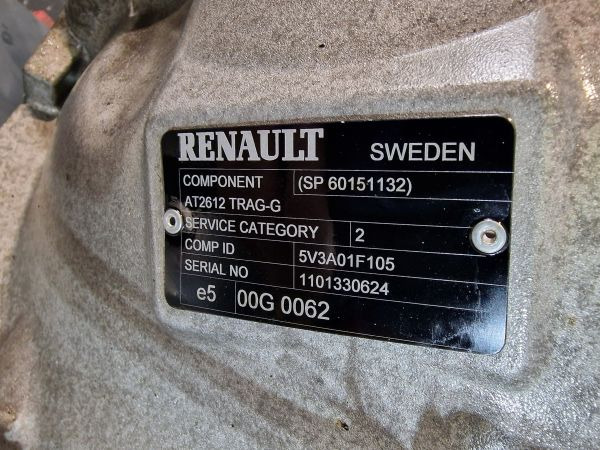 RENAULT SWEDEN
COMPONENT (SP 60151132)
AT2612 TRAG-G
SERVICE CATEGORY 2
COMP ID 5V3A01F105
SERIAL NO 1101330624
e5 00G 0062